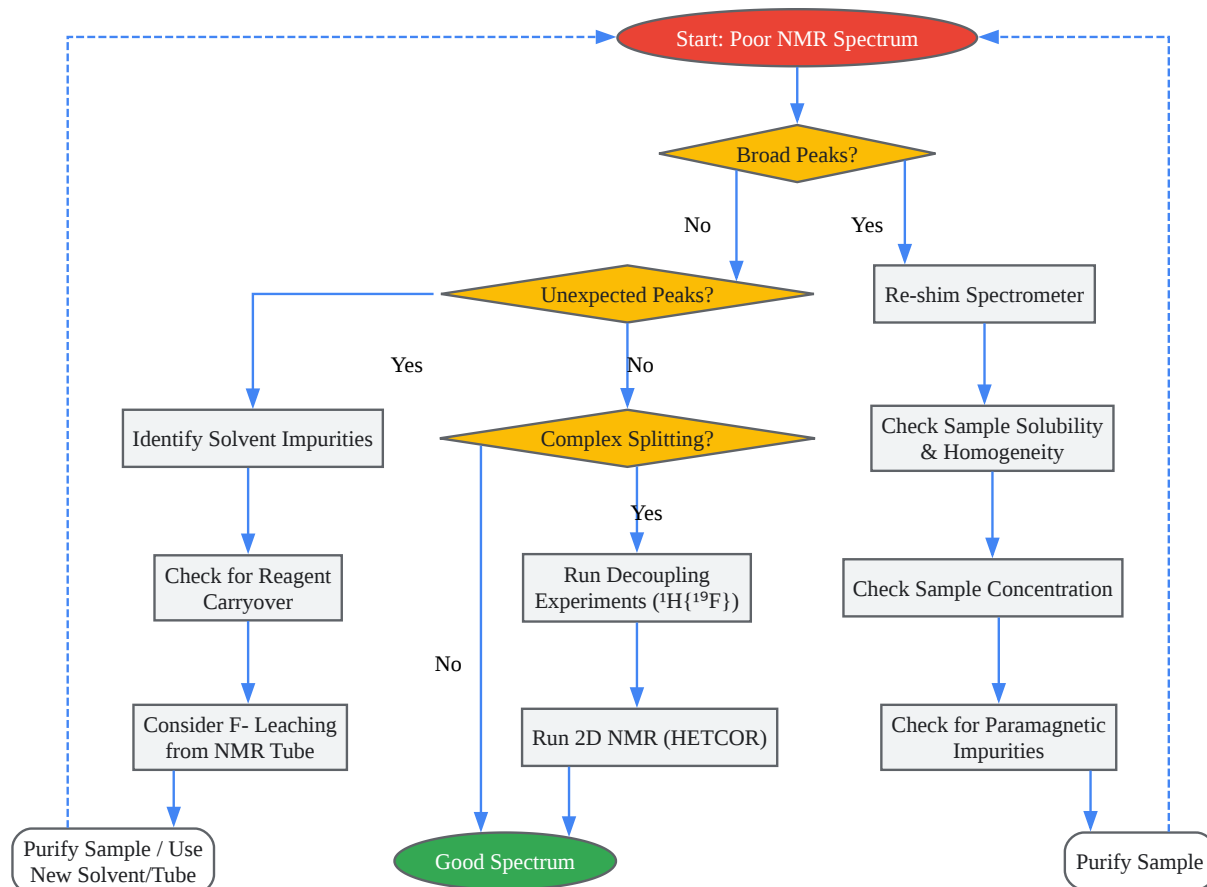 Start: Poor NMR Spectrum
Broad Peaks?
No
Yes
Unexpected Peaks?
Re-shim Spectrometer
Yes
No
Identify Solvent Impurities
Complex Splitting?
Check Sample Solubility
& Homogeneity
Yes
Check for Reagent
Carryover
Run Decoupling
Experiments (¹H{¹⁹F})
Check Sample Concentration
No
Consider F- Leaching
from NMR Tube
Run 2D NMR (HETCOR)
Check for Paramagnetic
Impurities
Purify Sample / Use
New Solvent/Tube
Good Spectrum
Purify Sample